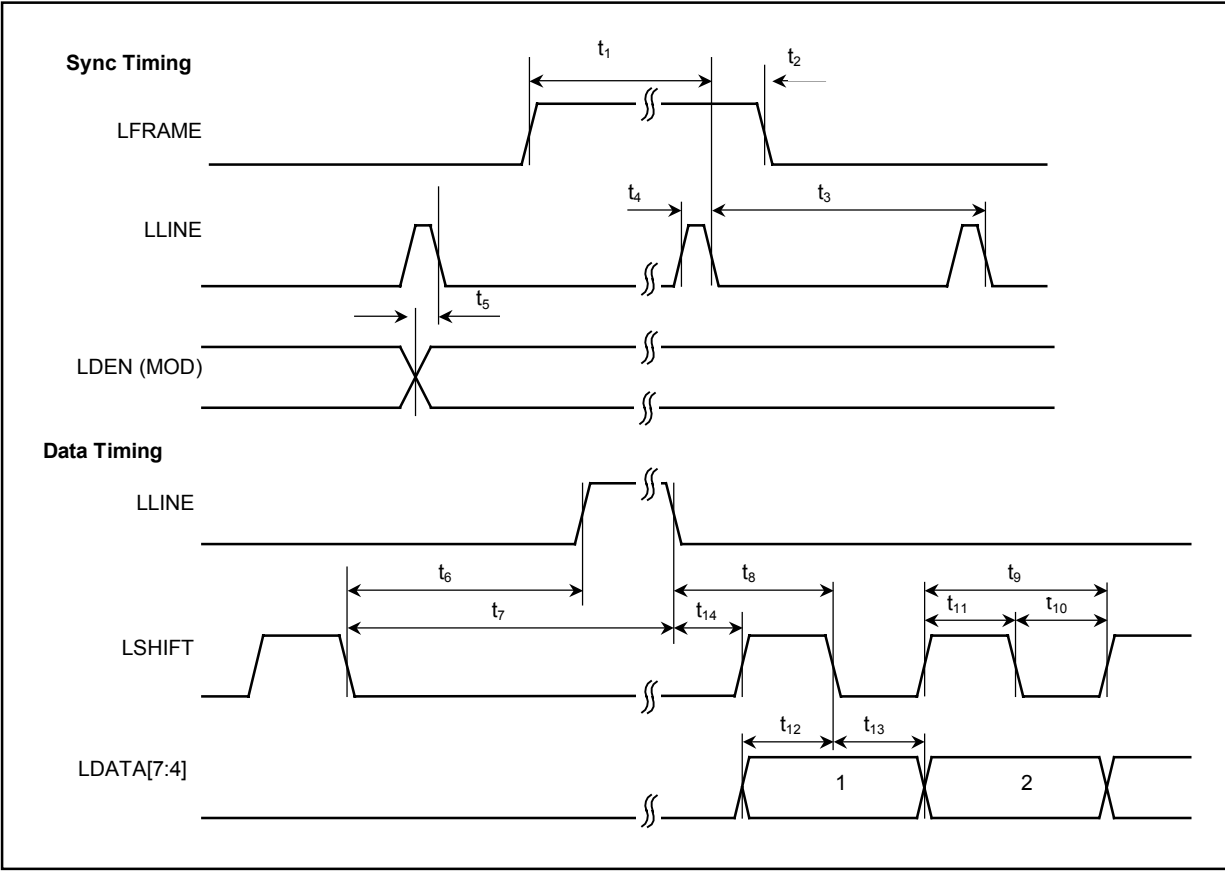 Sync Timing
t1
t2
LFRAME
t4
t3
LLINE
t5
LDEN (MOD)
Data Timing
LLINE
t6
t8
t9
t7
t14
t11
t10
LSHIFT
t12
t13
LDATA[7:4]
1
2